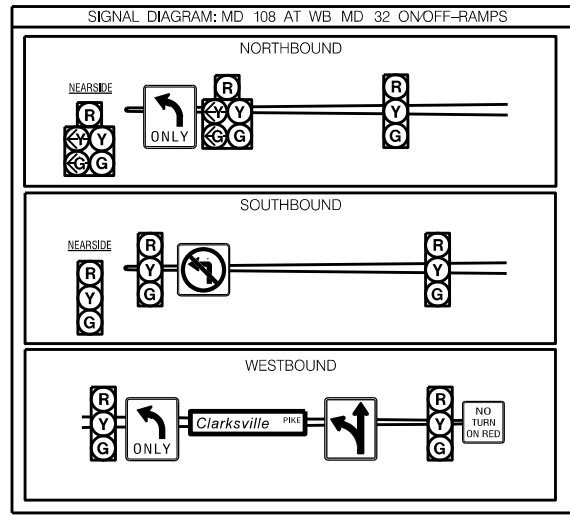 SIGNAL DIAGRAM: MD 108 AT WB MD 32 ON/OFF-RAMPS
NORTHBOUND
NEARSIDE
R
Y Y
G G
ONLY
R
Y Y
G G
R
Y
G
SOUTHBOUND
NEARSIDE
R
Y
G
R
Y
G
R
Y
G
WESTBOUND
R
Y
G
ONLY
Clarksville PIKE
R
Y
G
NO
TURN
ON RED